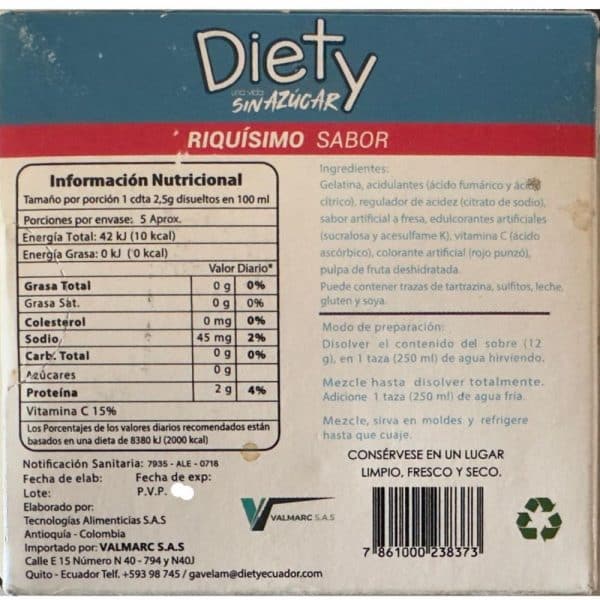 Diety
una vida
SIN AZÚCAR
RIQUÍSIMO SABOR
Información Nutricional
Tamaño por porción 1 cdta 2,5g disueltos en 100 ml
Porciones por envase: 5 Aprox.
Energía Total: 42 kJ (10 kcal)
Energía Grasa: 0 kJ (0 kcal)
Valor Diario*
Grasa Total 0 g 0%
Grasa Sat. 0 g 0%
Colesterol 0 mg 0%
Sodio 45 mg 2%
Carb. Total 0 g 0%
Azúcares 0 g
Proteína 2 g 4%
Vitamina C 15%
Los Porcentajes de los valores diarios recomendados están
basados en una dieta de 8380 kJ (2000 kcal)
Notificación Sanitaria: 7935 - ALE - 0716
Fecha de elab: Fecha de exp:
Lote: P.V.P.
Elaborado por:
Tecnologías Alimenticias S.A.S
Antioquía - Colombia
Importado por: VALMARC S.A.S
Calle E 15 Número N 40 - 794 y N40J
Quito - Ecuador Telf. +593 98 745 / gavelam@dietyecuador.com
Ingredientes:
Gelatina, acidulantes (ácido fumárico y ácido
cítrico), regulador de acidez (citrato de sodio),
sabor artificial a fresa, edulcorantes artificiales
(sucralosa y acesulfame K), vitamina C (ácido
ascórbico), colorante artificial (rojo punzó),
pulpa de fruta deshidratada.
Puede contener trazas de tartrazina, sulfitos, leche,
gluten y soya.
Modo de preparación:
Disolver el contenido del sobre (12
g), en 1 taza (250 ml) de agua hirviendo.
Mezcle hasta disolver totalmente.
Adicione 1 taza (250 ml) de agua fría.
Mezcle, sirva en moldes y refrigere
hasta que cuaje.
CONSÉRVESE EN UN LUGAR
LIMPIO, FRESCO Y SECO.
VALMARC S.A.S
7 861000 238373